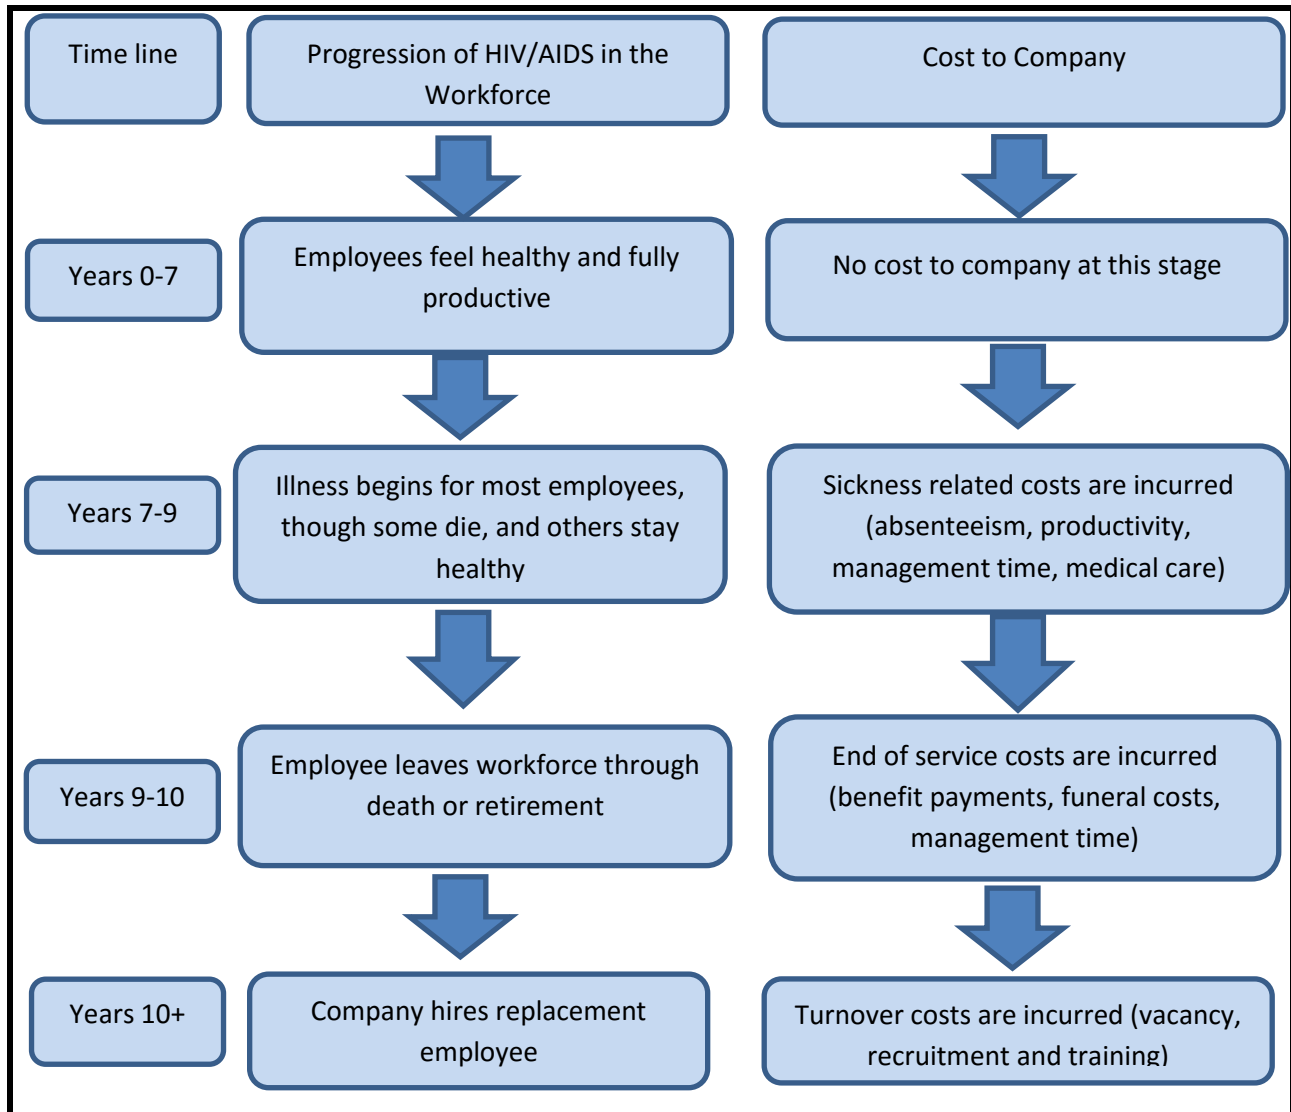 Time line
Progression of HIV/AIDS in the
Workforce
Cost to Company
Years 0-7
Employees feel healthy and fully
productive
No cost to company at this stage
Years 7-9
Illness begins for most employees,
though some die, and others stay
healthy
Sickness related costs are incurred
(absenteeism, productivity,
management time, medical care)
Years 9-10
Employee leaves workforce through
death or retirement
End of service costs are incurred
(benefit payments, funeral costs,
management time)
Years 10+
Company hires replacement
employee
Turnover costs are incurred (vacancy,
recruitment and training)